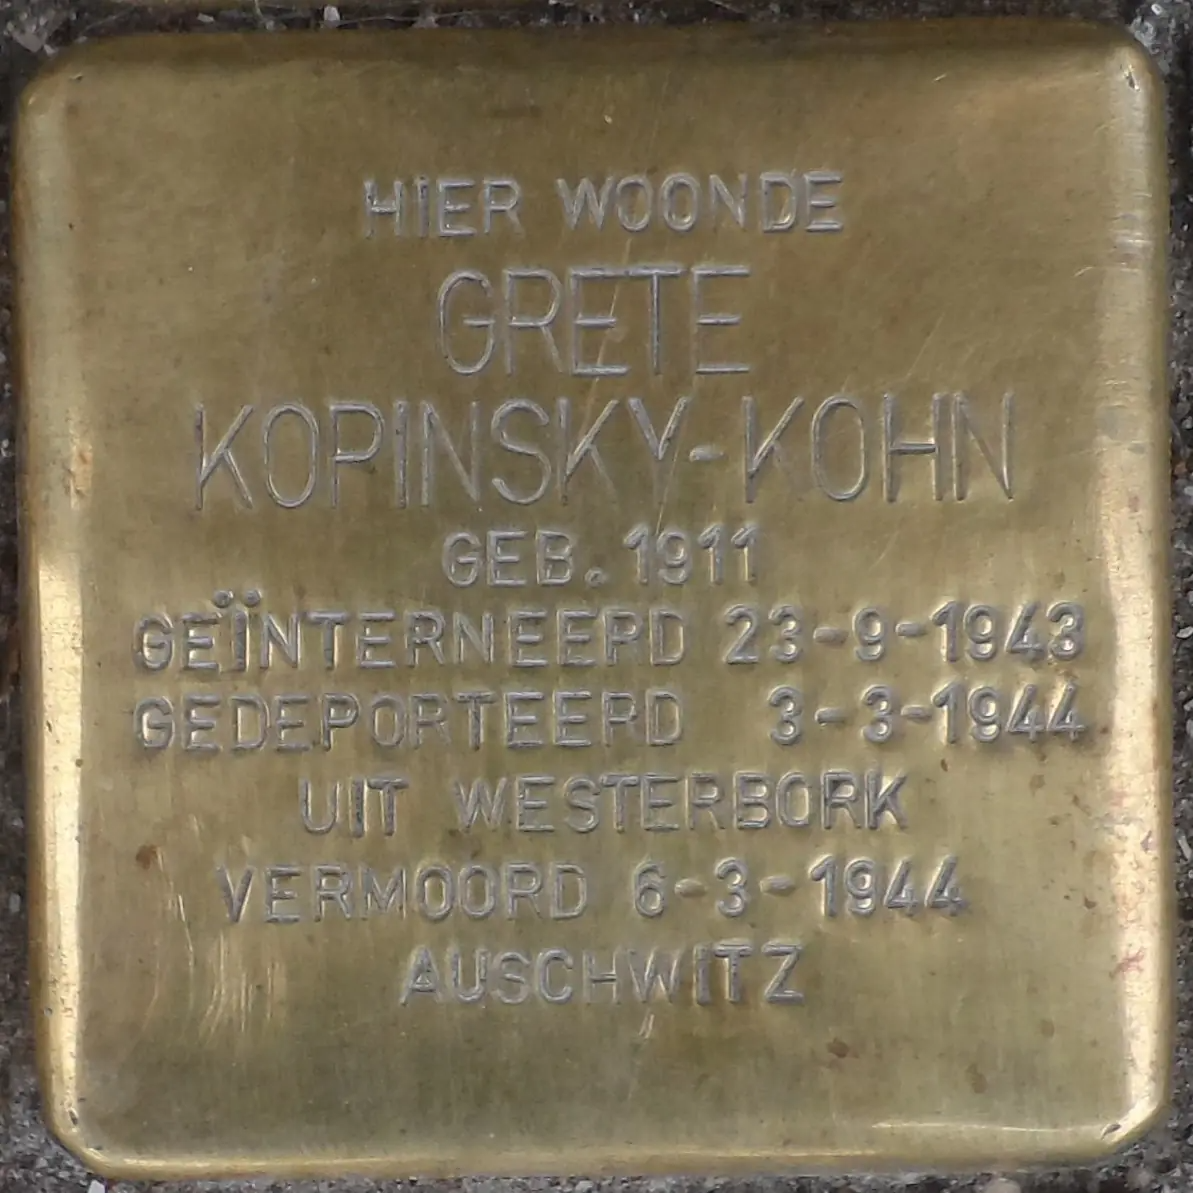 HIER WOONDE
GRETE
KOPINSKY-KOHN
GEB. 1911
GEÏNTERNEERD 23-9-1943
GEDEPORTEERD 3-3-1944
UIT WESTERBORK
VERMOORD 6-3-1944
AUSCHWITZ